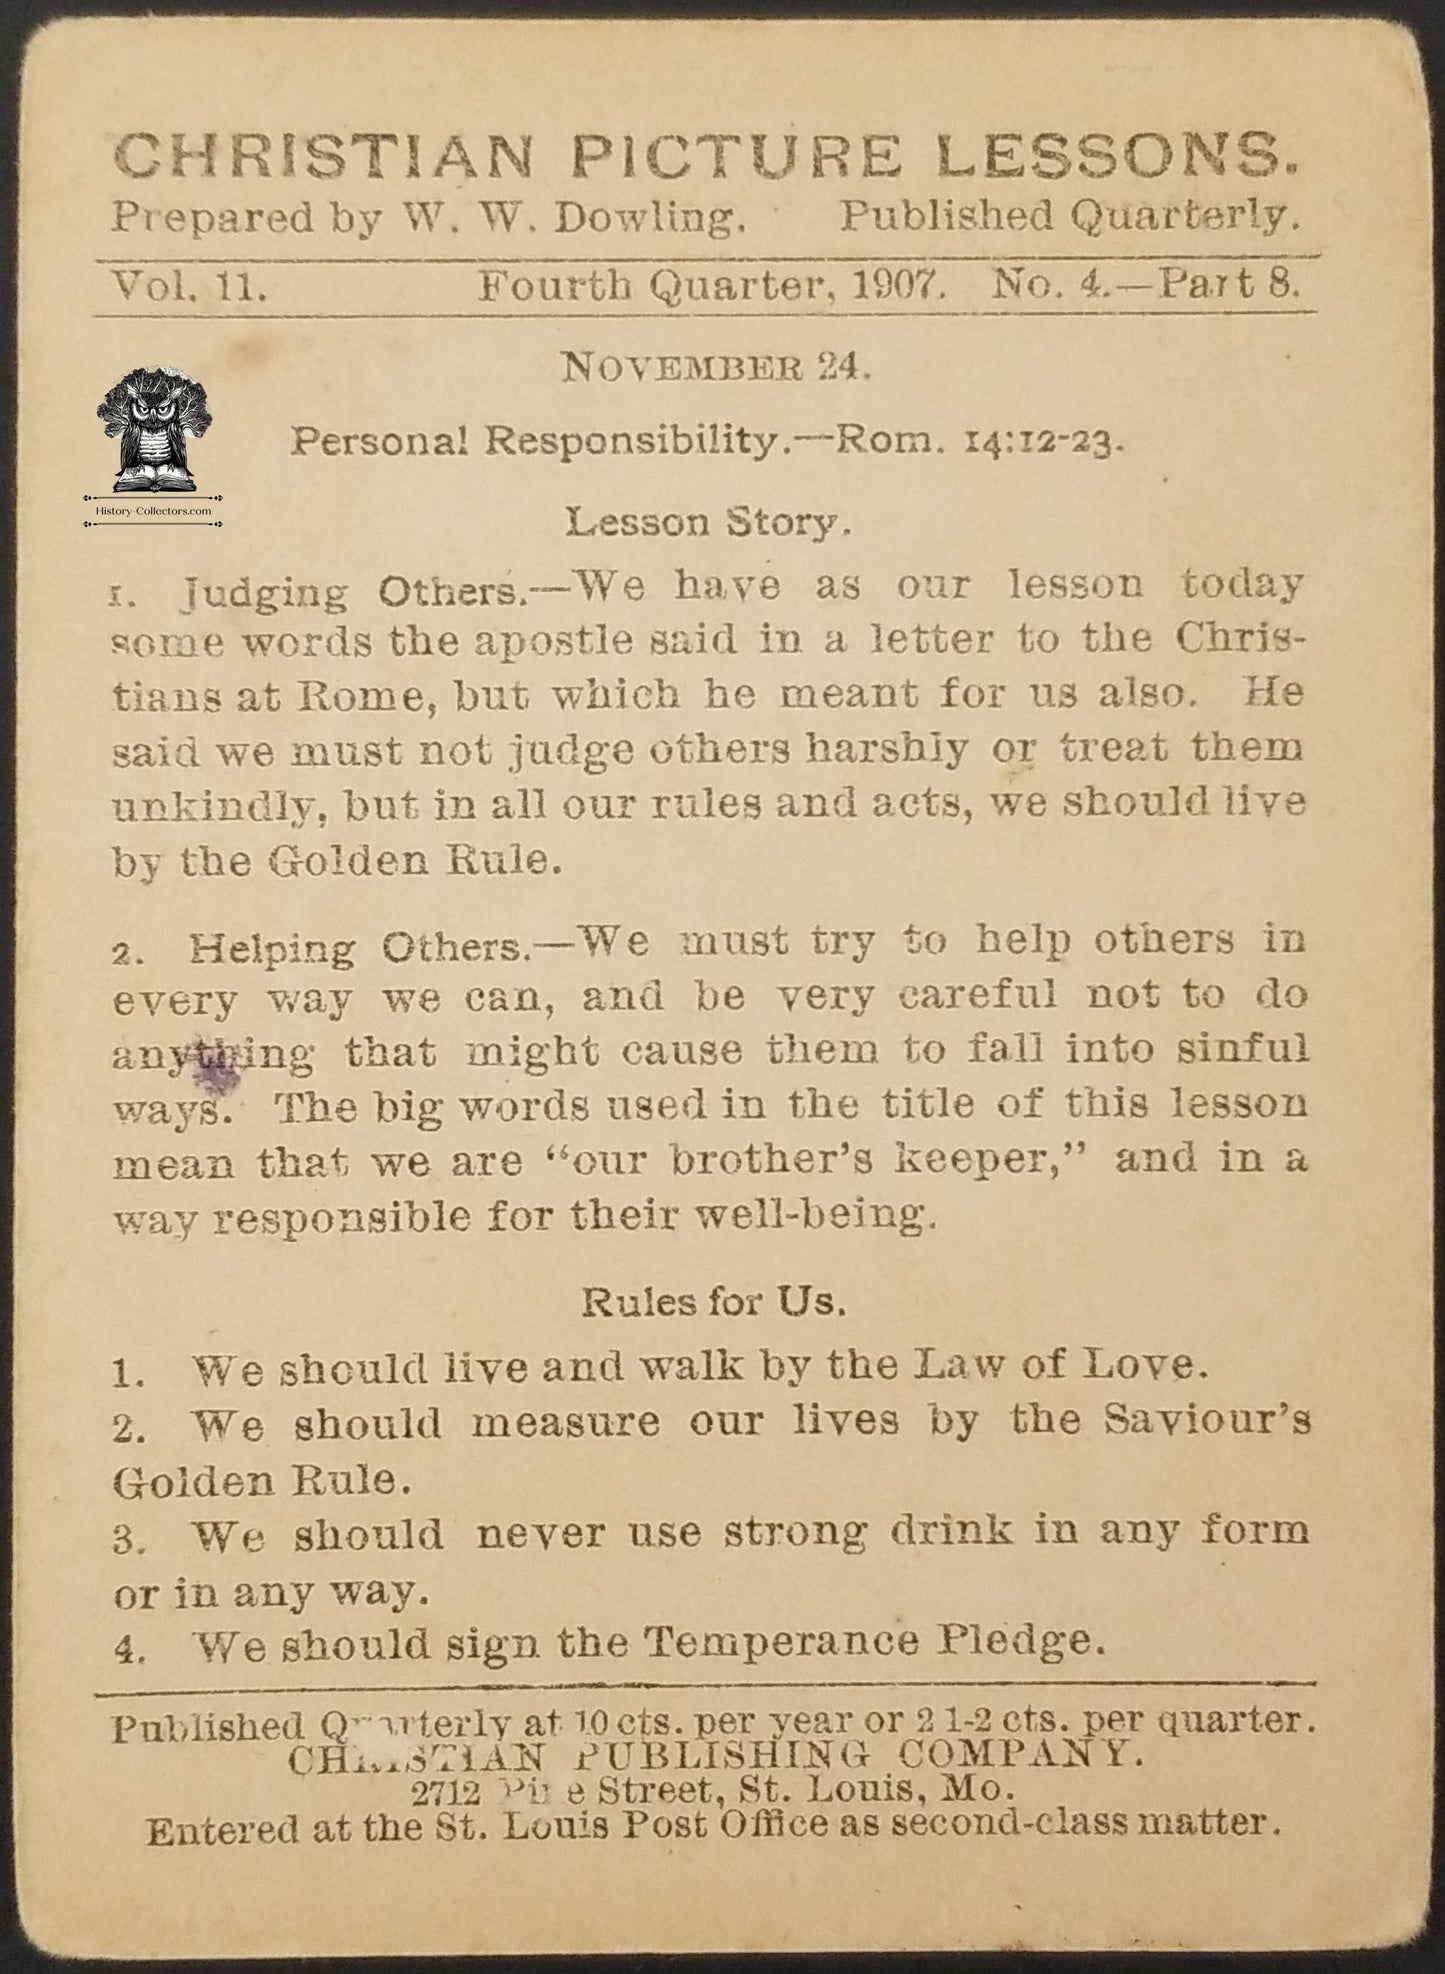 CHRISTIAN PICTURE LESSONS.
Prepared by W. W. Dowling. Published Quarterly.
Vol. 11. Fourth Quarter, 1907. No. 4.—Part 8.
NOVEMBER 24.
Personal Responsibility.—Rom. 14:12-23.
History-Collectors.com
Lesson Story.
1. Judging Others.—We have as our lesson today
some words the apostle said in a letter to the Chris-
tians at Rome, but which he meant for us also. He
said we must not judge others harshly or treat them
unkindly, but in all our rules and acts, we should live
by the Golden Rule.
2. Helping Others.—We must try to help others in
every way we can, and be very careful not to do
anything that might cause them to fall into sinful
ways. The big words used in the title of this lesson
mean that we are “our brother’s keeper,” and in a
way responsible for their well-being.
Rules for Us.
1. We should live and walk by the Law of Love.
2. We should measure our lives by the Saviour’s
Golden Rule.
3. We should never use strong drink in any form
or in any way.
4. We should sign the Temperance Pledge.
Published Quarterly at 10 cts. per year or 2 1-2 cts. per quarter.
CHRISTIAN PUBLISHING COMPANY.
2712 Pine Street, St. Louis, Mo.
Entered at the St. Louis Post Office as second-class matter.